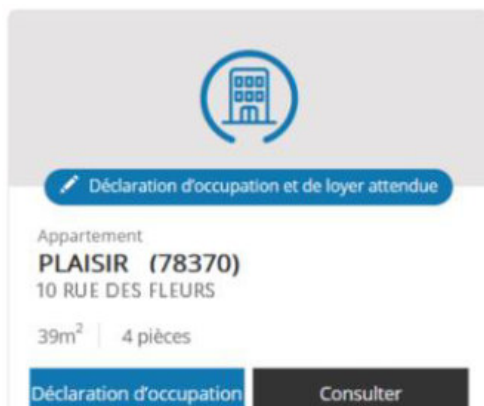 Déclaration d'occupation et de loyer attendue
Appartement
PLAISIR (78370)
10 RUE DES FLEURS
39m² 4 pièces
Déclaration d'occupation Consulter